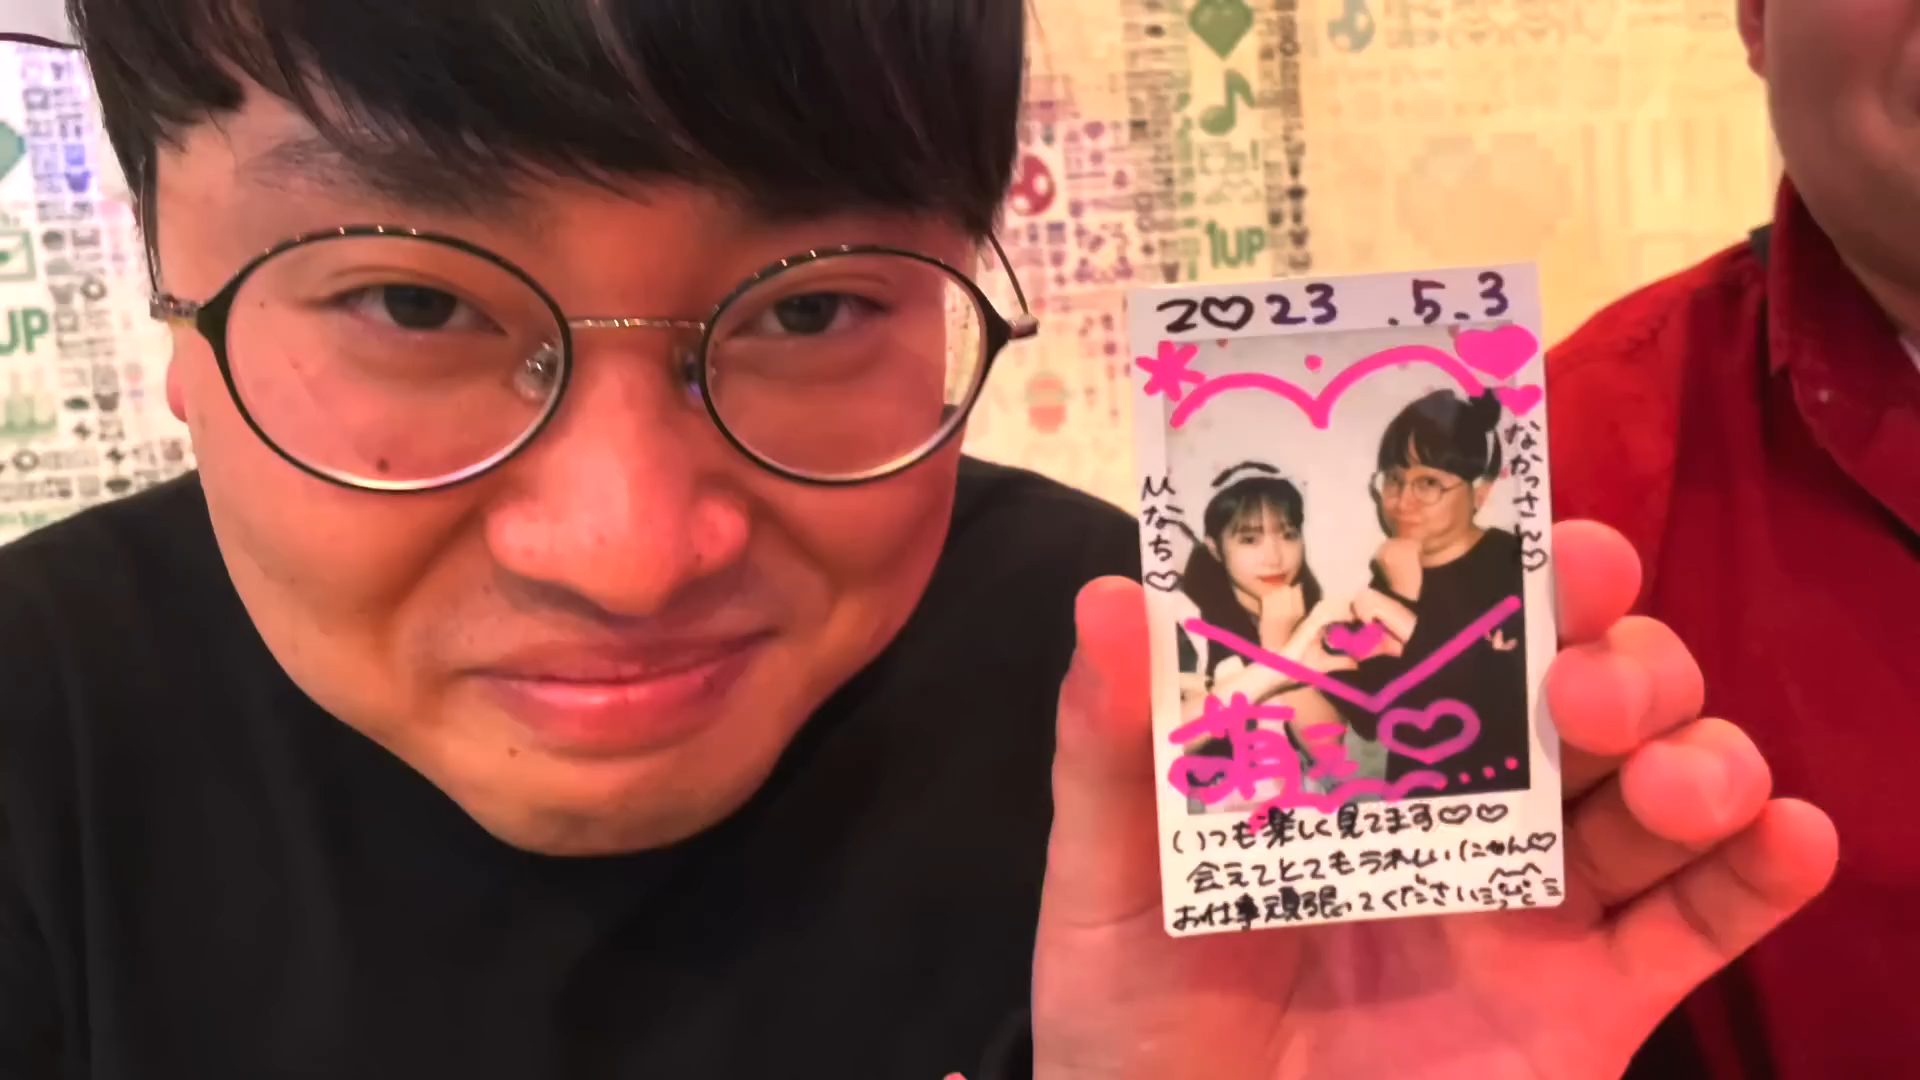 2♡23 .5.3
なかっさん♡
Mなち♡
萌え♡
いつも楽しく見てます♡♡
会えてとてもうれしいにゃん♡
お仕事頑張ってください
1UP
UP